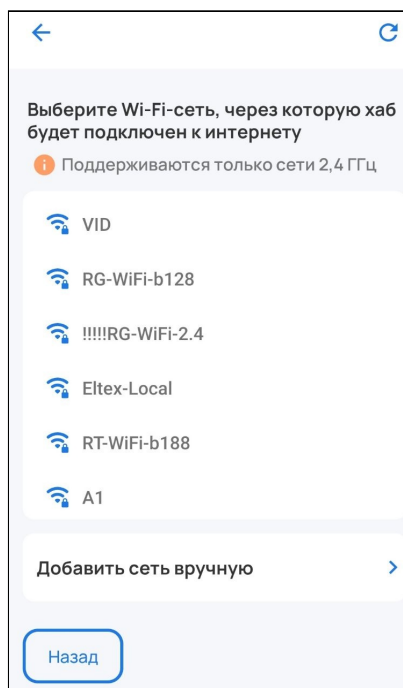 Выберите Wi-Fi-сеть, через которую хаб
будет подключен к интернету
Поддерживаются только сети 2,4 ГГц
VID
RG-WiFi-b128
!!!!!RG-WiFi-2.4
Eltex-Local
RT-WiFi-b188
A1
Добавить сеть вручную
Назад